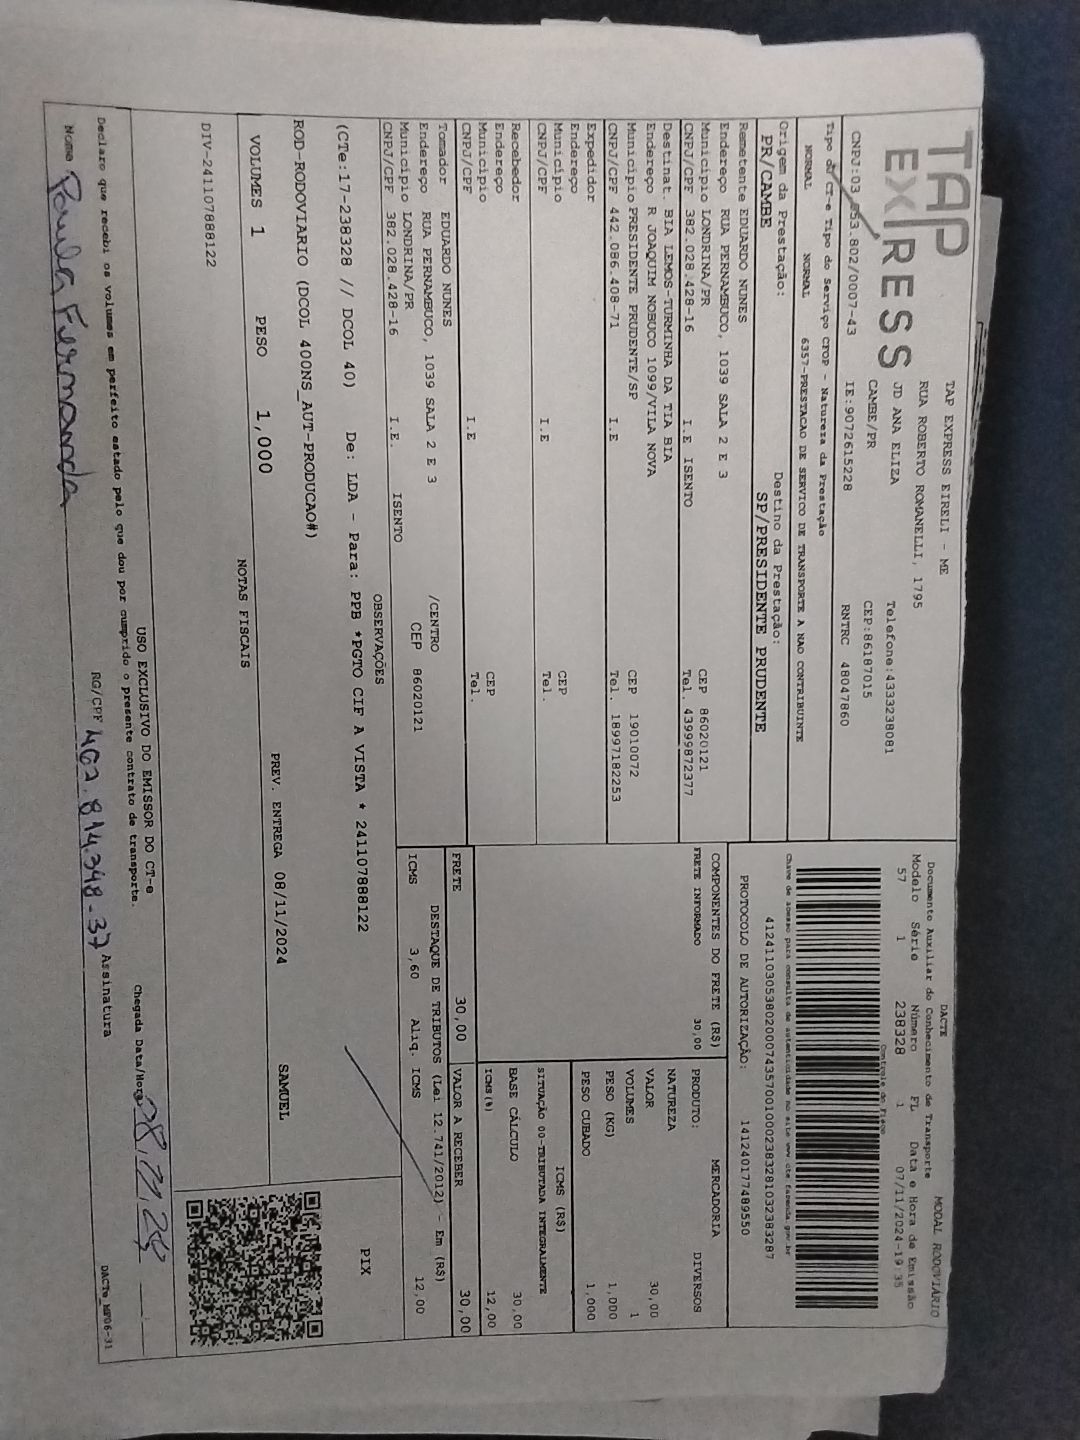 TAP
EXPRESS
TAP EXPRESS EIRELI - ME
RUA ROBERTO ROMANELLI, 1795
JD ANA ELIZA Telefone:4333238081
CAMBE/PR CEP:86187015
CNPJ:03. 53.802/0007-43 IE:9072615228 RNTRC 48047860
Tipo do CT-e Tipo do Serviço CFOP - Natureza da Prestação
NORMAL NORMAL 6357-PRESTACAO DE SERVICO DE TRANSPORTE A NAO CONTRIBUINTE
Origem da Prestação: Destino da Prestação:
PR/CAMBE SP/PRESIDENTE PRUDENTE
Remetente EDUARDO NUNES
Endereço RUA PERNAMBUCO, 1039 SALA 2 E 3
Município LONDRINA/PR CEP 86020121
CNPJ/CPF 382.028.428-16 I.E ISENTO Tel. 43999872377
Destinat. BIA LEMOS-TURMINHA DA TIA BIA
Endereço R JOAQUIM NOBUCO 1099/VILA NOVA
Município PRESIDENTE PRUDENTE/SP CEP 19010072
CNPJ/CPF 442.086.408-71 I.E Tel. 18997182253
Expedidor
Endereço
Município CEP
CNPJ/CPF I.E Tel.
Recebedor
Endereço
Município CEP
CNPJ/CPF I.E Tel.
Tomador EDUARDO NUNES
Endereço RUA PERNAMBUCO, 1039 SALA 2 E 3 /CENTRO
Município LONDRINA/PR CEP 86020121
CNPJ/CPF 382.028.428-16 I.E. ISENTO
DACTE MODAL RODOVIÁRIO
Documento Auxiliar do Conhecimento de Transporte
Modelo Série Número FL Data e Hora de Emissão
57 1 238328 1 07/11/2024-19:35
Controle do Fisco
Chave de acesso para consulta de autenticidade no site www.cte.fazenda.gov.br
41241103053802000743570010002383281032383287
PROTOCOLO DE AUTORIZAÇÃO: 141240177489550
COMPONENTES DO FRETE (R$)
FRETE INFORMADO 30,00
PRODUTO: MERCADORIA
NATUREZA DIVERSOS
VALOR 30,00
VOLUMES 1
PESO (KG) 1,000
PESO CUBADO 1,000
ICMS (R$)
SITUAÇÃO 00-TRIBUTADA INTEGRALMENTE
BASE CÁLCULO 30,00
ICMS(%) 12,00
FRETE 30,00 VALOR A RECEBER 30,00
DESTAQUE DE TRIBUTOS (Lei 12.741/2012) - Em (R$)
ICMS 3,60 Aliq. ICMS 12,00
OBSERVAÇÕES
(CTe:17-238328 // DCOL 40) De: LDA - Para: PPB *PGTO CIF A VISTA * 241107888122
PIX
ROD-RODOVIARIO (DCOL 400NS_AUT-PRODUCAO#)
VOLUMES 1 PESO 1,000 PREV. ENTREGA 08/11/2024 SAMUEL
NOTAS FISCAIS
DIV-241107888122
USO EXCLUSIVO DO EMISSOR DO CT-e
Declaro que recebi os volumes em perfeito estado pelo que dou por cumprido o presente contrato de transporte. Chegada Data/Hora 08.11.24
Nome Paula Fernanda RG/CPF 462.814.348-37 Assinatura
DACTe_MP06-31